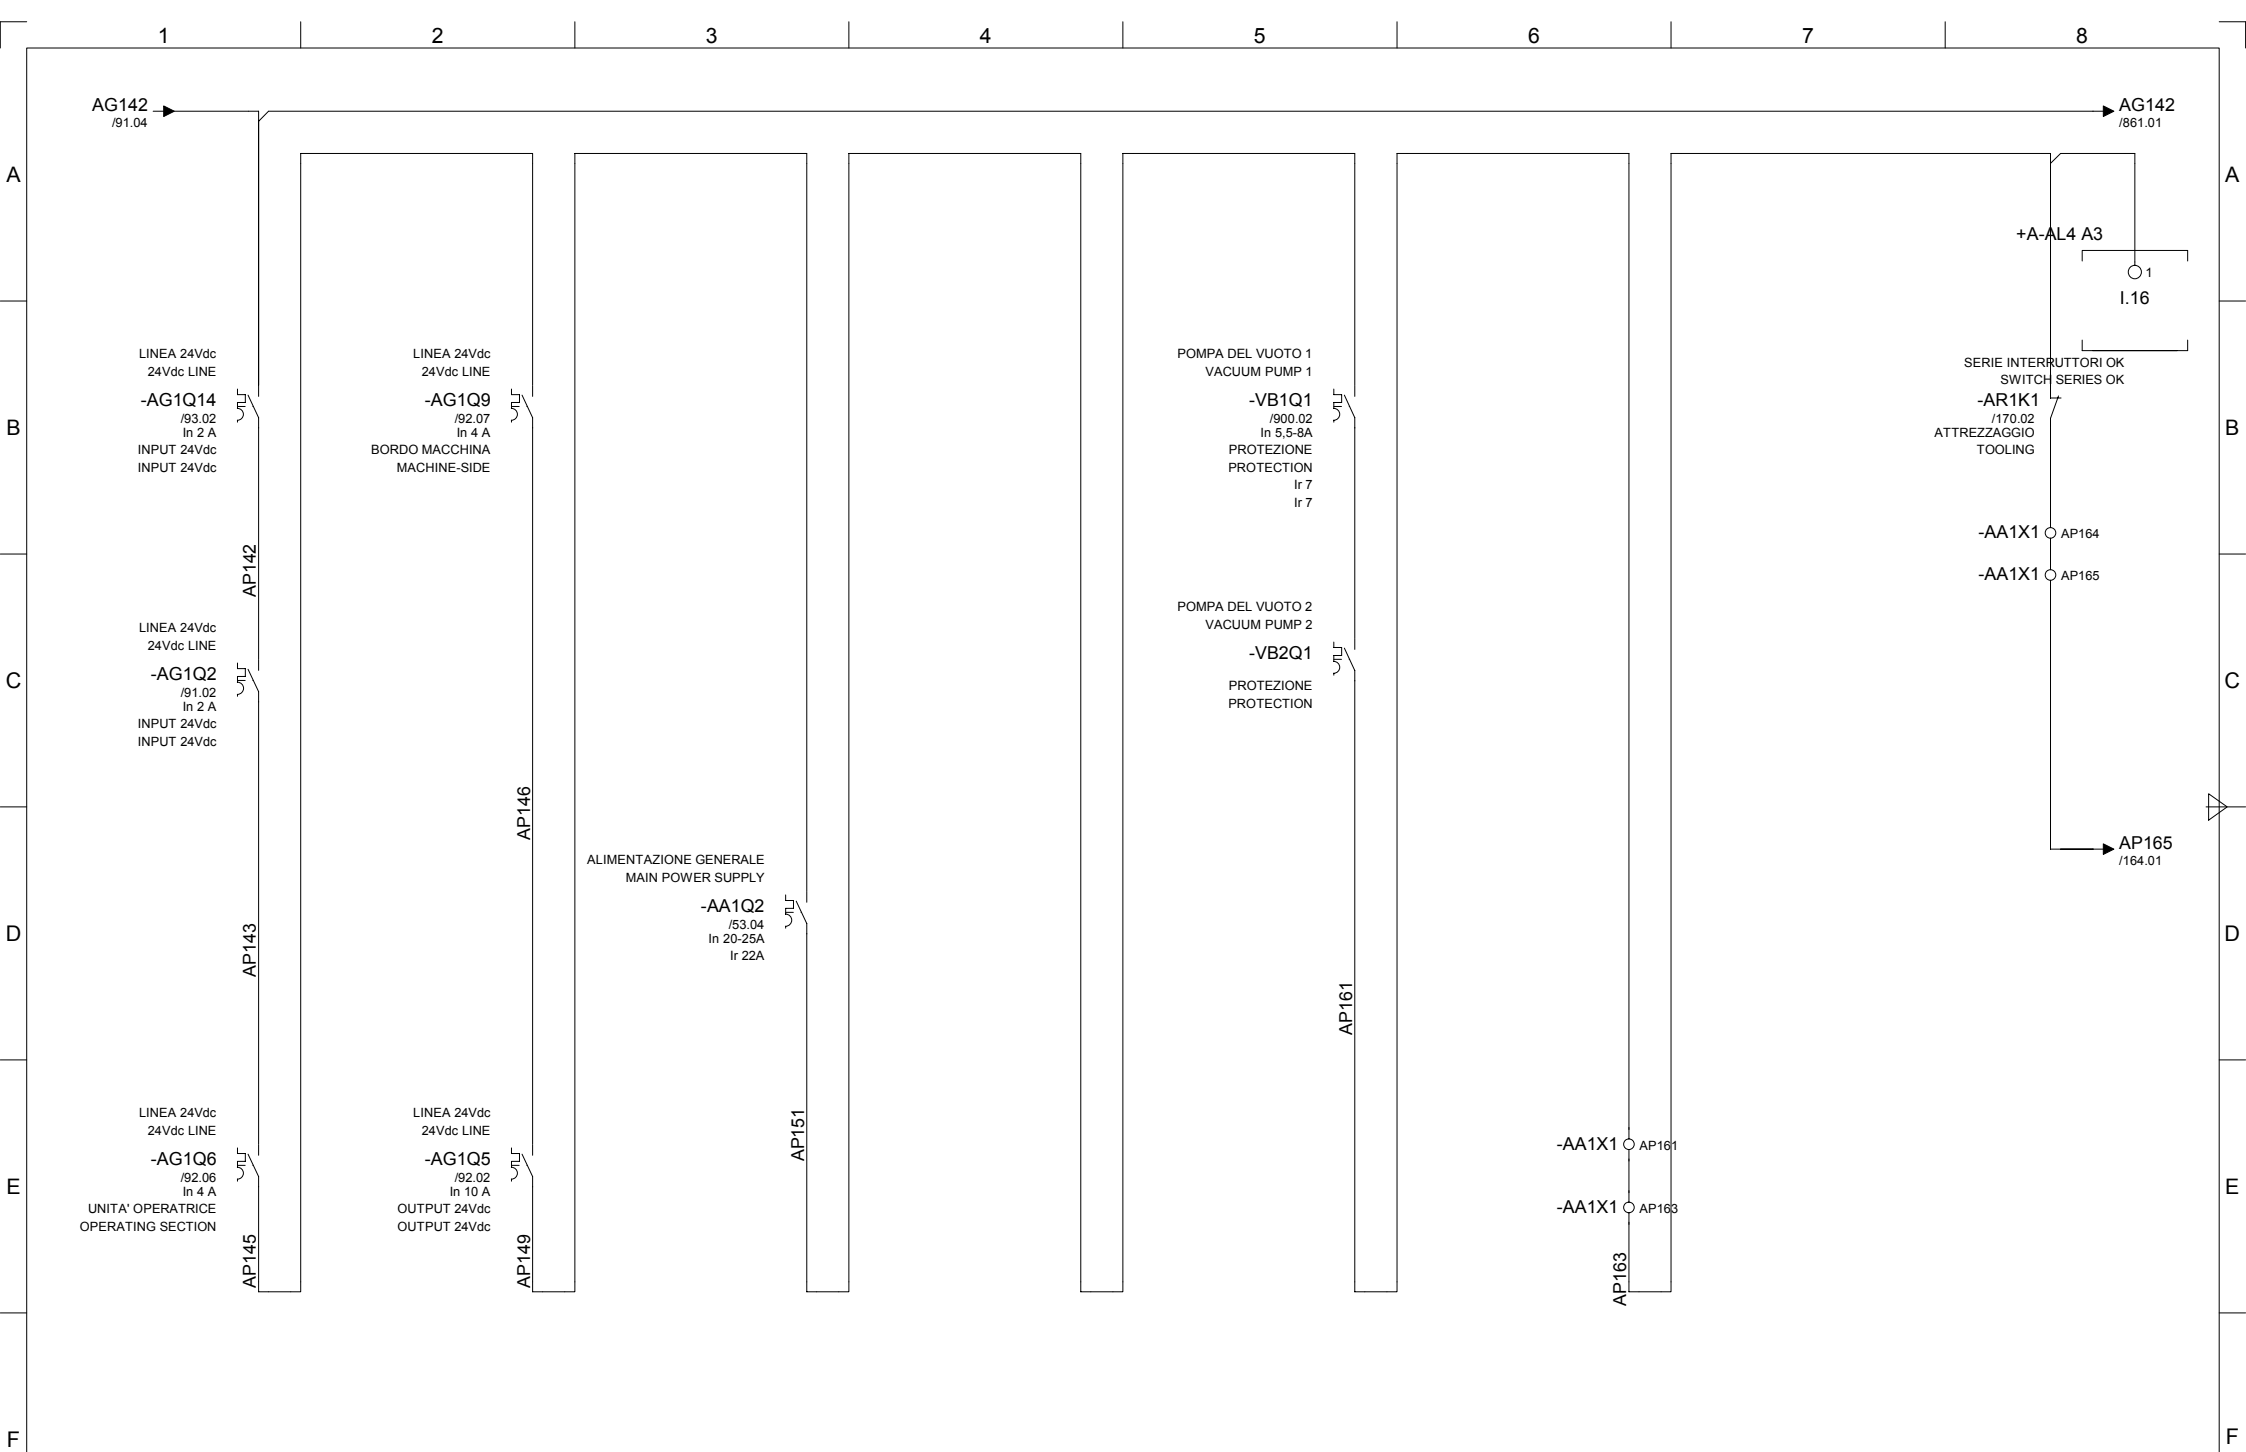 1 2 3 4 5 6 7 8
AG142
/91.04
AG142
/861.01
A
A
+A-AL4 A3
1
I.16
LINEA 24Vdc
24Vdc LINE
-AG1Q14
/93.02
In 2 A
INPUT 24Vdc
INPUT 24Vdc
LINEA 24Vdc
24Vdc LINE
-AG1Q9
/92.07
In 4 A
BORDO MACCHINA
MACHINE-SIDE
POMPA DEL VUOTO 1
VACUUM PUMP 1
-VB1Q1
/900.02
In 5,5-8A
PROTEZIONE
PROTECTION
Ir 7
Ir 7
SERIE INTERRUTTORI OK
SWITCH SERIES OK
-AR1K1
/170.02
ATTREZZAGGIO
TOOLING
B
B
-AA1X1 AP164
-AA1X1 AP165
AP142
LINEA 24Vdc
24Vdc LINE
-AG1Q2
/91.02
In 2 A
INPUT 24Vdc
INPUT 24Vdc
POMPA DEL VUOTO 2
VACUUM PUMP 2
-VB2Q1
PROTEZIONE
PROTECTION
C
C
AP146
AP165
/164.01
ALIMENTAZIONE GENERALE
MAIN POWER SUPPLY
-AA1Q2
/53.04
In 20-25A
Ir 22A
D
D
AP143
AP161
LINEA 24Vdc
24Vdc LINE
-AG1Q6
/92.06
In 4 A
UNITA' OPERATRICE
OPERATING SECTION
LINEA 24Vdc
24Vdc LINE
-AG1Q5
/92.02
In 10 A
OUTPUT 24Vdc
OUTPUT 24Vdc
AP151
-AA1X1 AP161
-AA1X1 AP163
E
E
AP145
AP149
AP163
F
F